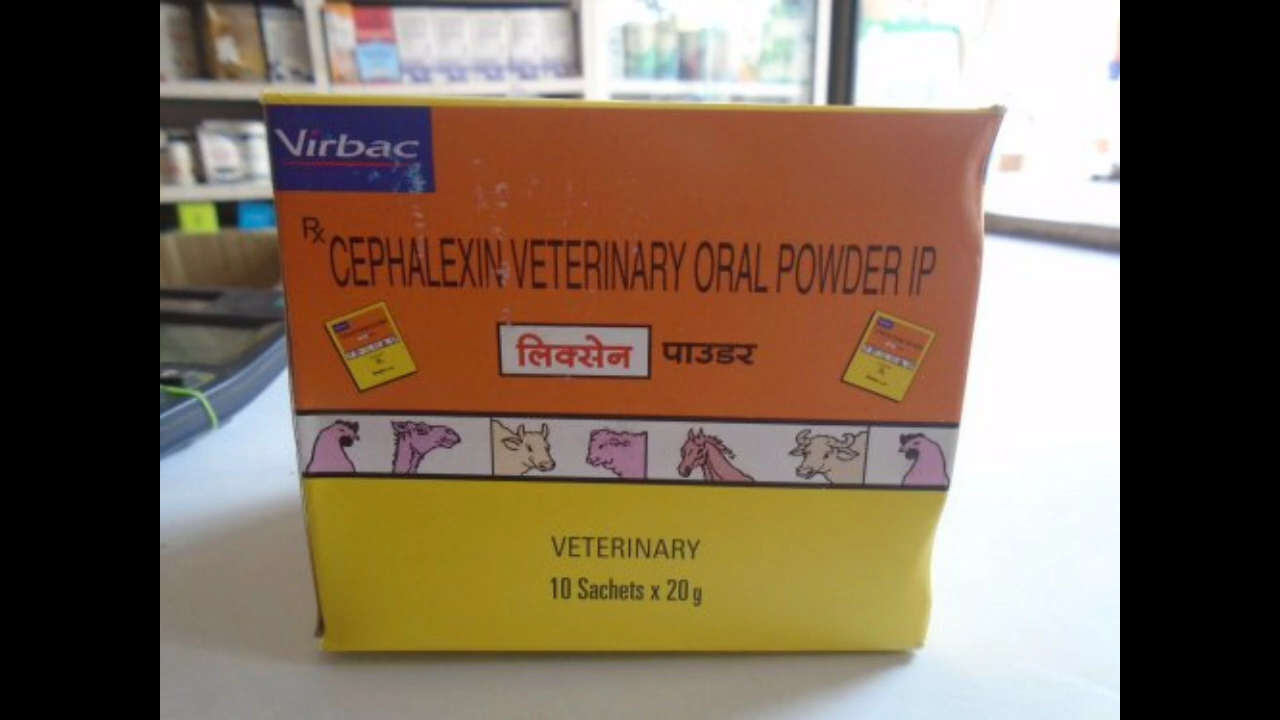 Virbac
Rx CEPHALEXIN VETERINARY ORAL POWDER IP
लिक्सेन पाउडर
VETERINARY
10 Sachets x 20 g